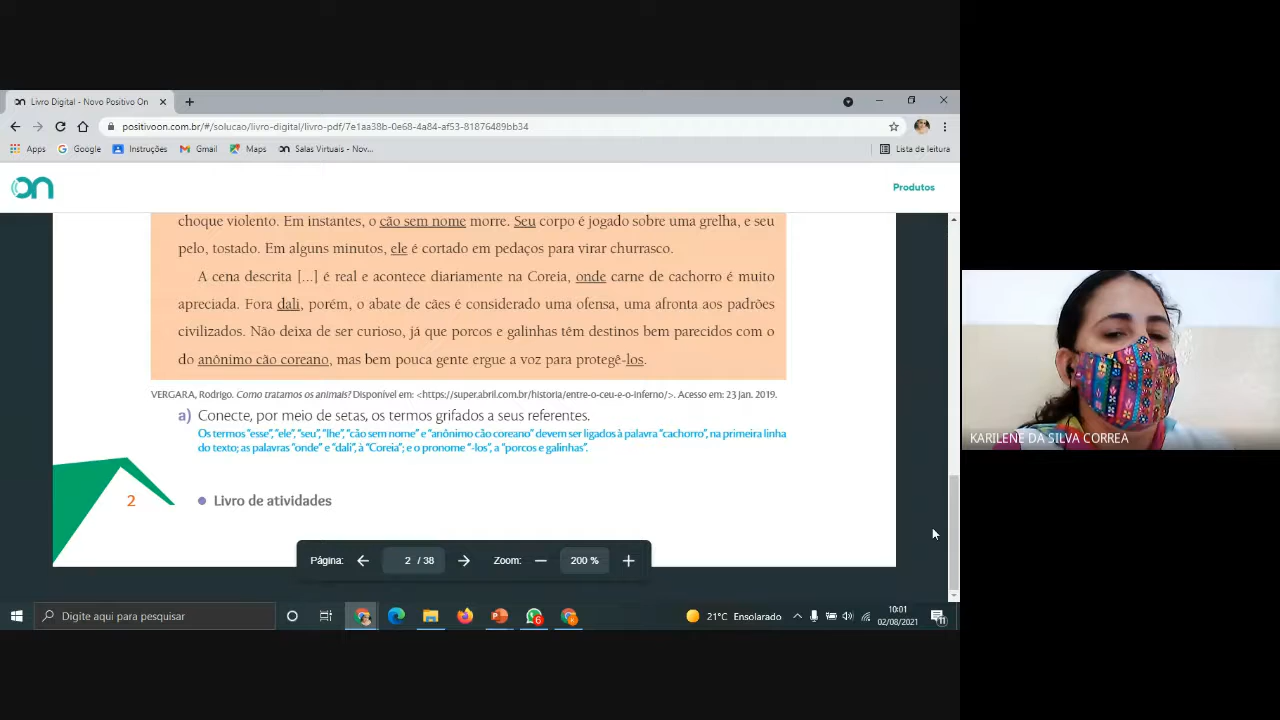 Livro Digital - Novo Positivo On
positivoon.com.br/#/solucao/livro-digital/livro-pdf/7e1aa38b-0e68-4a84-af53-81876489bb34
Apps Google Instruções Gmail Maps Salas Virtuais - Nov... Lista de leitura
on Produtos
choque violento. Em instantes, o cão sem nome morre. Seu corpo é jogado sobre uma grelha, e seu
pelo, tostado. Em alguns minutos, ele é cortado em pedaços para virar churrasco.
A cena descrita [...] é real e acontece diariamente na Coreia, onde carne de cachorro é muito
apreciada. Fora dali, porém, o abate de cães é considerado uma ofensa, uma afronta aos padrões
civilizados. Não deixa de ser curioso, já que porcos e galinhas têm destinos bem parecidos com o
do anônimo cão coreano, mas bem pouca gente ergue a voz para protegê-los.
VERGARA, Rodrigo. Como tratamos os animais? Disponível em: <https://super.abril.com.br/historia/entre-o-ceu-e-o-inferno/>. Acesso em: 23 jan. 2019.
a) Conecte, por meio de setas, os termos grifados a seus referentes.
Os termos "esse", "ele", "seu", "lhe", "cão sem nome" e "anônimo cão coreano" devem ser ligados à palavra "cachorro", na primeira linha
do texto; as palavras "onde" e "dali", à "Coreia"; e o pronome "-los", a "porcos e galinhas".
2 Livro de atividades
Página: 2 / 38 Zoom: 200 %
Digite aqui para pesquisar
6
21°C Ensolarado
10:01
02/08/2021
11
KARILENE DA SILVA CORREA